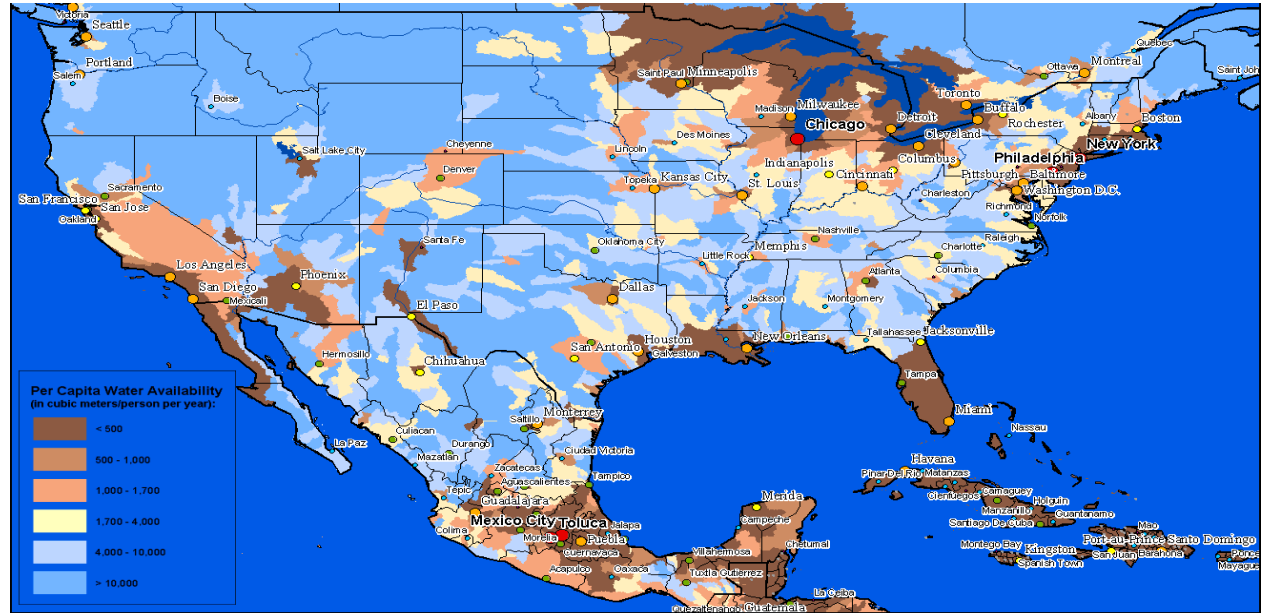 Victoria
Seattle
Quebec
Portland
Saint Paul Minneapolis
Ottawa
Montreal
Salem
Saint Joh
Boise
Madison
Milwaukee
Toronto
Buffalo
Albany
Boston
Chicago
Detroit
Rochester
Des Moines
Cleveland
New York
Salt Lake City
Cheyenne
Lincoln
Indianapolis
Columbus
Philadelphia
Denver
Topeka
Kansas City
Cincinnati
Pittsburgh
Baltimore
Sacramento
St. Louis
Washington D.C.
San Francisco
San Jose
Charleston
Richmond
Oakland
Norfolk
Santa Fe
Oklahoma City
Nashville
Raleigh
Memphis
Charlotte
Los Angeles
Little Rock
Phoenix
Atlanta
Columbia
San Diego
Mexicali
Dallas
El Paso
Jackson
Montgomery
Hermosillo
San Antonio
Houston
New Orleans
Tallahassee
Jacksonville
Galveston
Chihuahua
Tampa
Per Capita Water Availability
(in cubic meters/person per year):
< 500
500 - 1,000
1,000 - 1,700
1,700 - 4,000
4,000 - 10,000
> 10,000
Culiacan
Saltillo
Monterrey
Miami
Nassau
La Paz
Durango
Mazatlan
Ciudad Victoria
Zacatecas
Tampico
Havana
Pinar Del Rio
Matanzas
Aguascalientes
Tepic
Guadalajara
Merida
Cienfuegos
Camaguey
Holguin
Mexico City
Toluca
Jalapa
Campeche
Manzanillo
Guantanamo
Santiago De Cuba
Colima
Morelia
Puebla
Chetumal
Mao
Cuernavaca
Villahermosa
Montego Bay
Kingston
Port-au-Prince
Santo Domingo
Acapulco
Oaxaca
Tuxtla Gutierrez
Spanish Town
San Juan
Barahona
Ponce
Mayague
La Ceiba
Quezaltenango
Guatemala